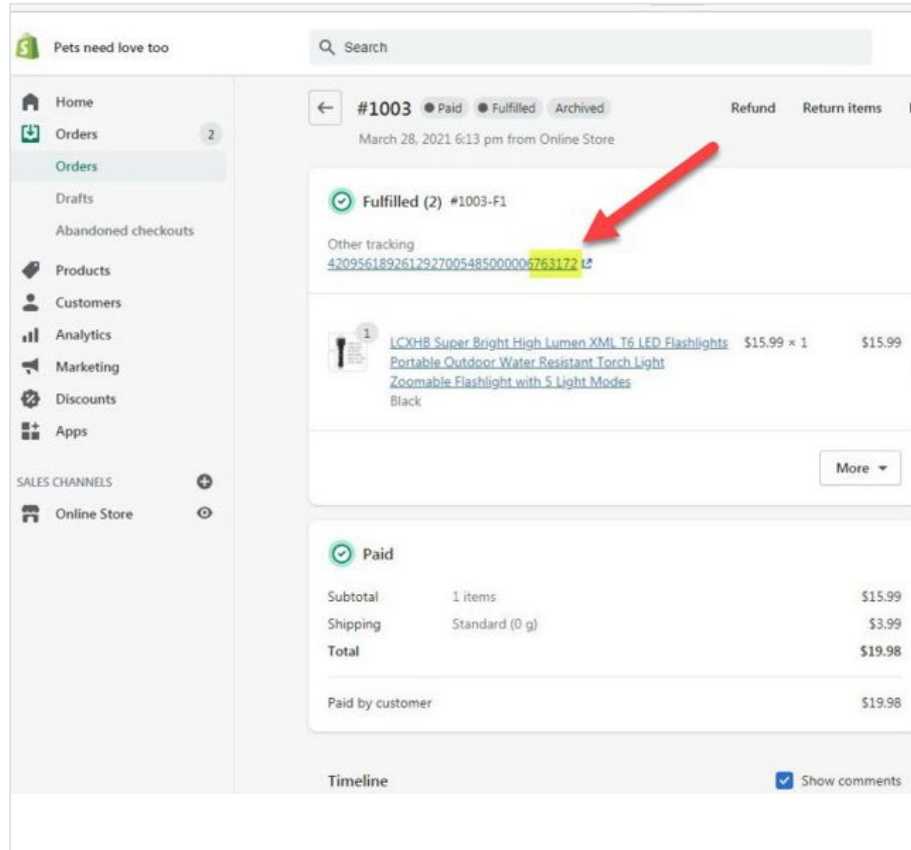 Pets need love too
Search
Home
Orders 2
Orders
Drafts
Abandoned checkouts
Products
Customers
Analytics
Marketing
Discounts
Apps
SALES CHANNELS
Online Store
#1003 Paid Fulfilled Archived Refund Return items
March 28, 2021 6:13 pm from Online Store
Fulfilled (2) #1003-F1
Other tracking
4209561892612927005485000006763172
1
LCXHB Super Bright High Lumen XML T6 LED Flashlights $15.99 × 1 $15.99
Portable Outdoor Water Resistant Torch Light
Zoomable Flashlight with 5 Light Modes
Black
More
Paid
Subtotal 1 items $15.99
Shipping Standard (0 g) $3.99
Total $19.98
Paid by customer $19.98
Timeline Show comments